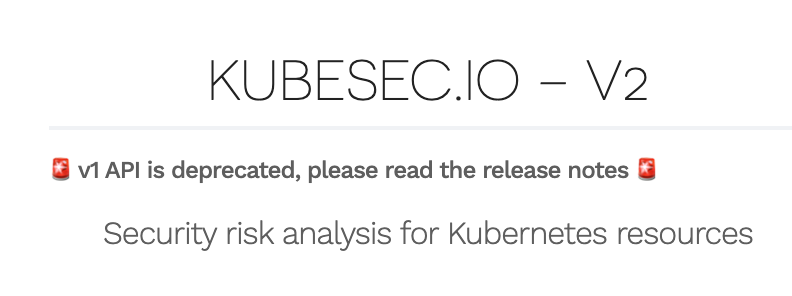 KUBESEC.IO – V2
🚨 v1 API is deprecated, please read the release notes 🚨
Security risk analysis for Kubernetes resources